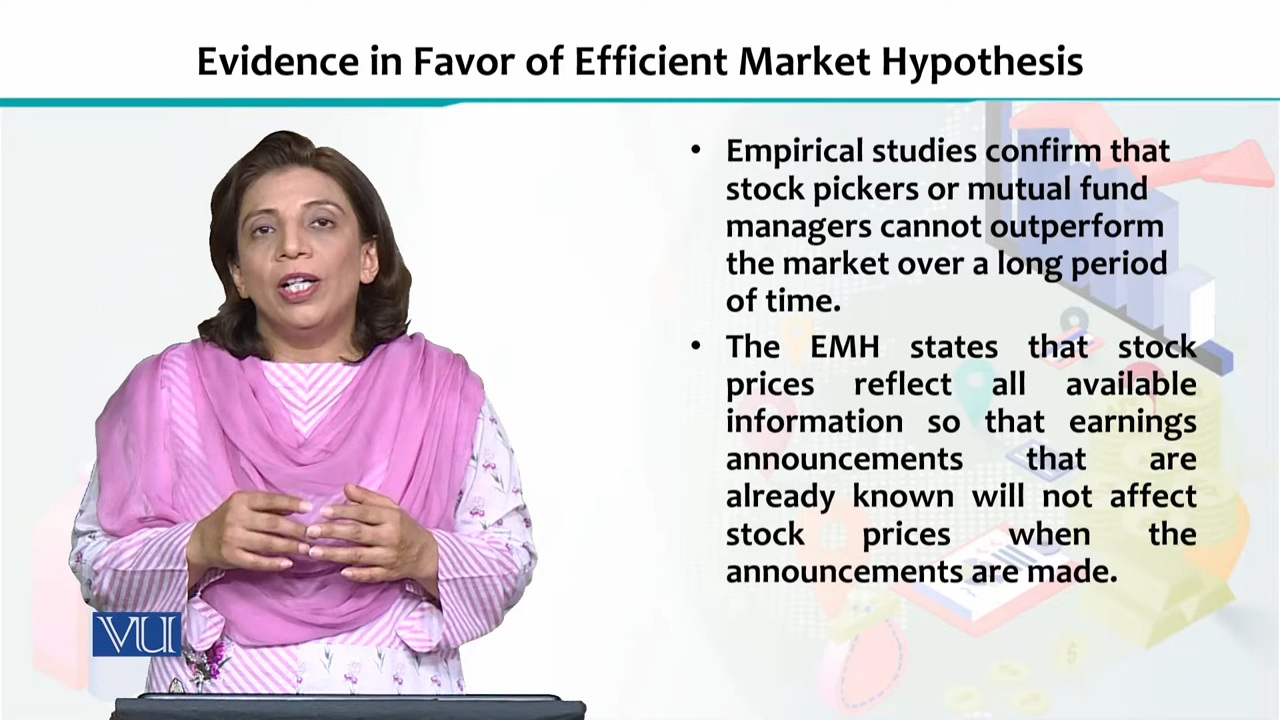 Evidence in Favor of Efficient Market Hypothesis
• Empirical studies confirm that
stock pickers or mutual fund
managers cannot outperform
the market over a long period
of time.
• The EMH states that stock
prices reflect all available
information so that earnings
announcements that are
already known will not affect
stock prices when the
announcements are made.
VU